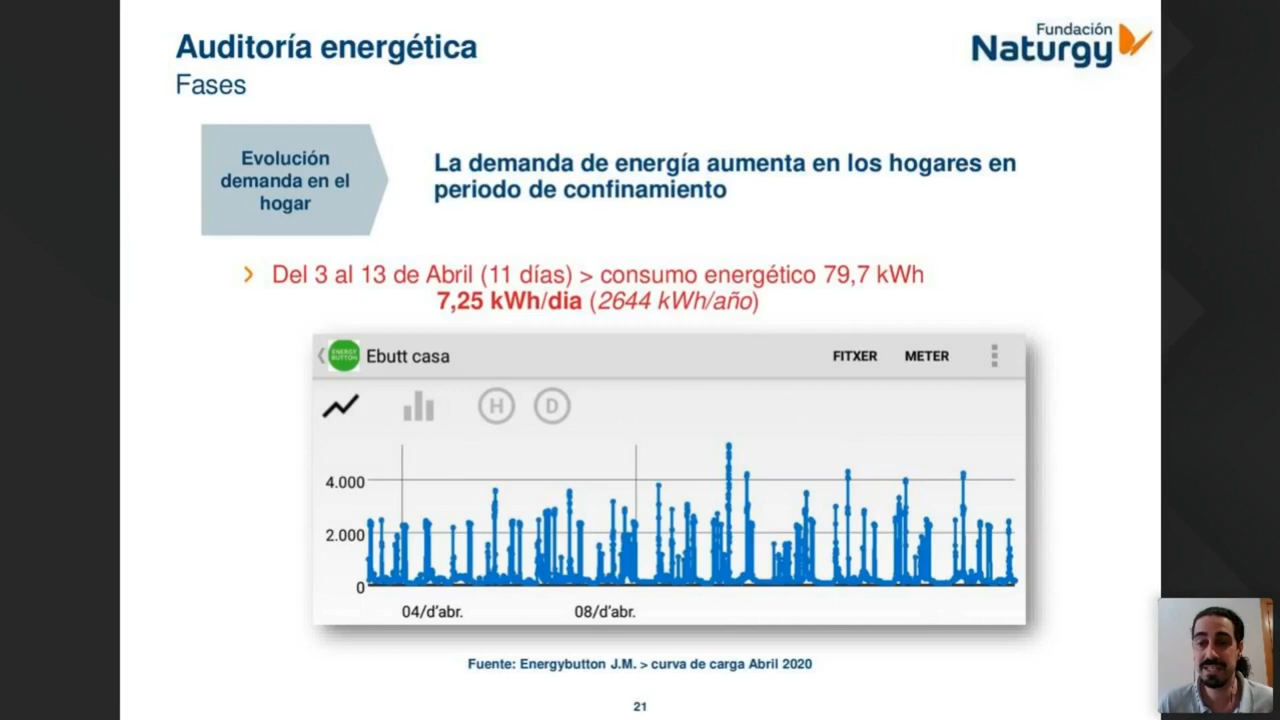 Auditoría energética
Fases
Fundación
Naturgy
Evolución
demanda en el
hogar
La demanda de energía aumenta en los hogares en
periodo de confinamiento
Del 3 al 13 de Abril (11 días) > consumo energético 79,7 kWh
7,25 kWh/dia (2644 kWh/año)
ENERGY
BUTTON
Ebutt casa
FITXER
METER
H
D
4.000
2.000
0
04/d'abr.
08/d'abr.
Fuente: Energybutton J.M. > curva de carga Abril 2020
21